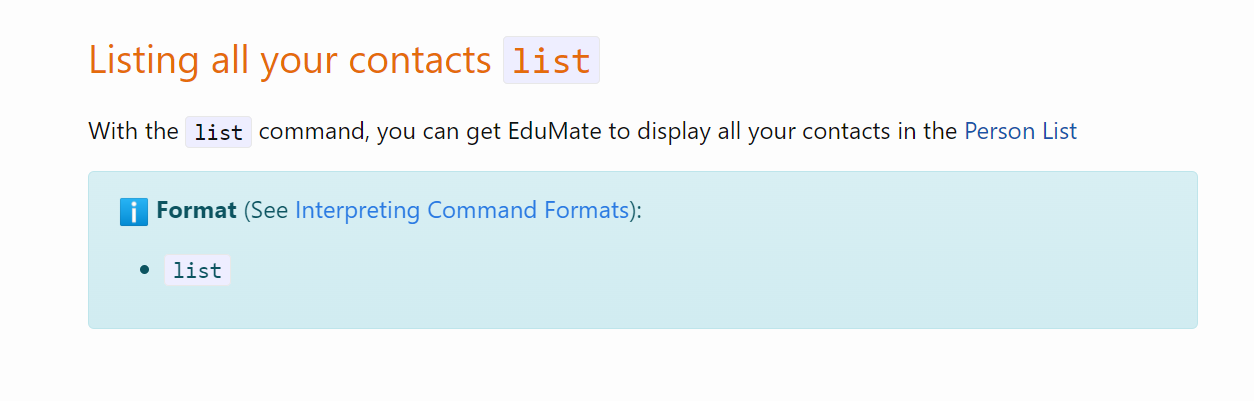 Listing all your contacts list
With the list command, you can get EduMate to display all your contacts in the Person List
Format (See Interpreting Command Formats):
list